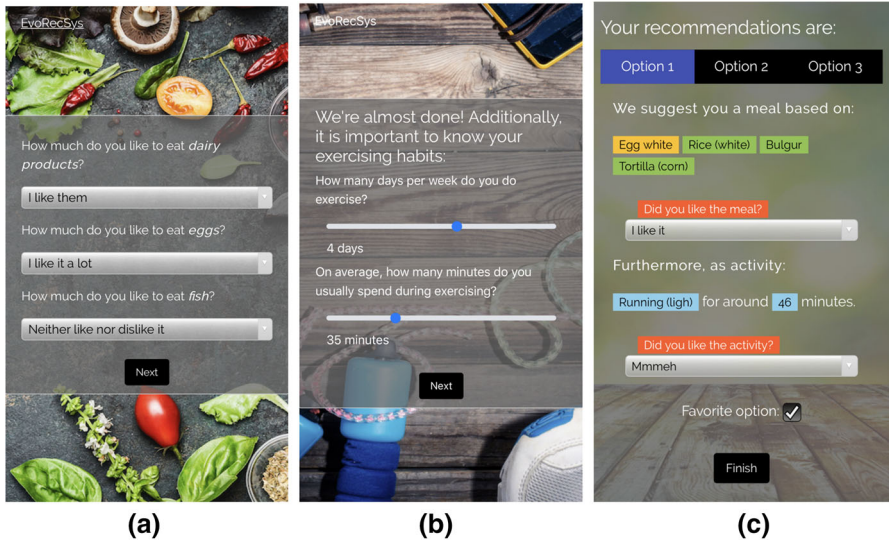 EvoRecSys
How much do you like to eat dairy
products?
I like them
How much do you like to eat eggs?
I like it a lot
How much do you like to eat fish?
Neither like nor dislike it
Next
(a)
EvoRecSys
We're almost done! Additionally,
it is important to know your
exercising habits:
How many days per week do you do
exercise?
4 days
On average, how many minutes do you
usually spend during exercising?
35 minutes
Next
(b)
Your recommendations are:
Option 1 Option 2 Option 3
We suggest you a meal based on:
Egg white Rice (white) Bulgur
Tortilla (corn)
Did you like the meal?
I like it
Furthermore, as activity:
Running (ligh) for around 46 minutes.
Did you like the activity?
Mmmeh
Favorite option:
Finish
(c)